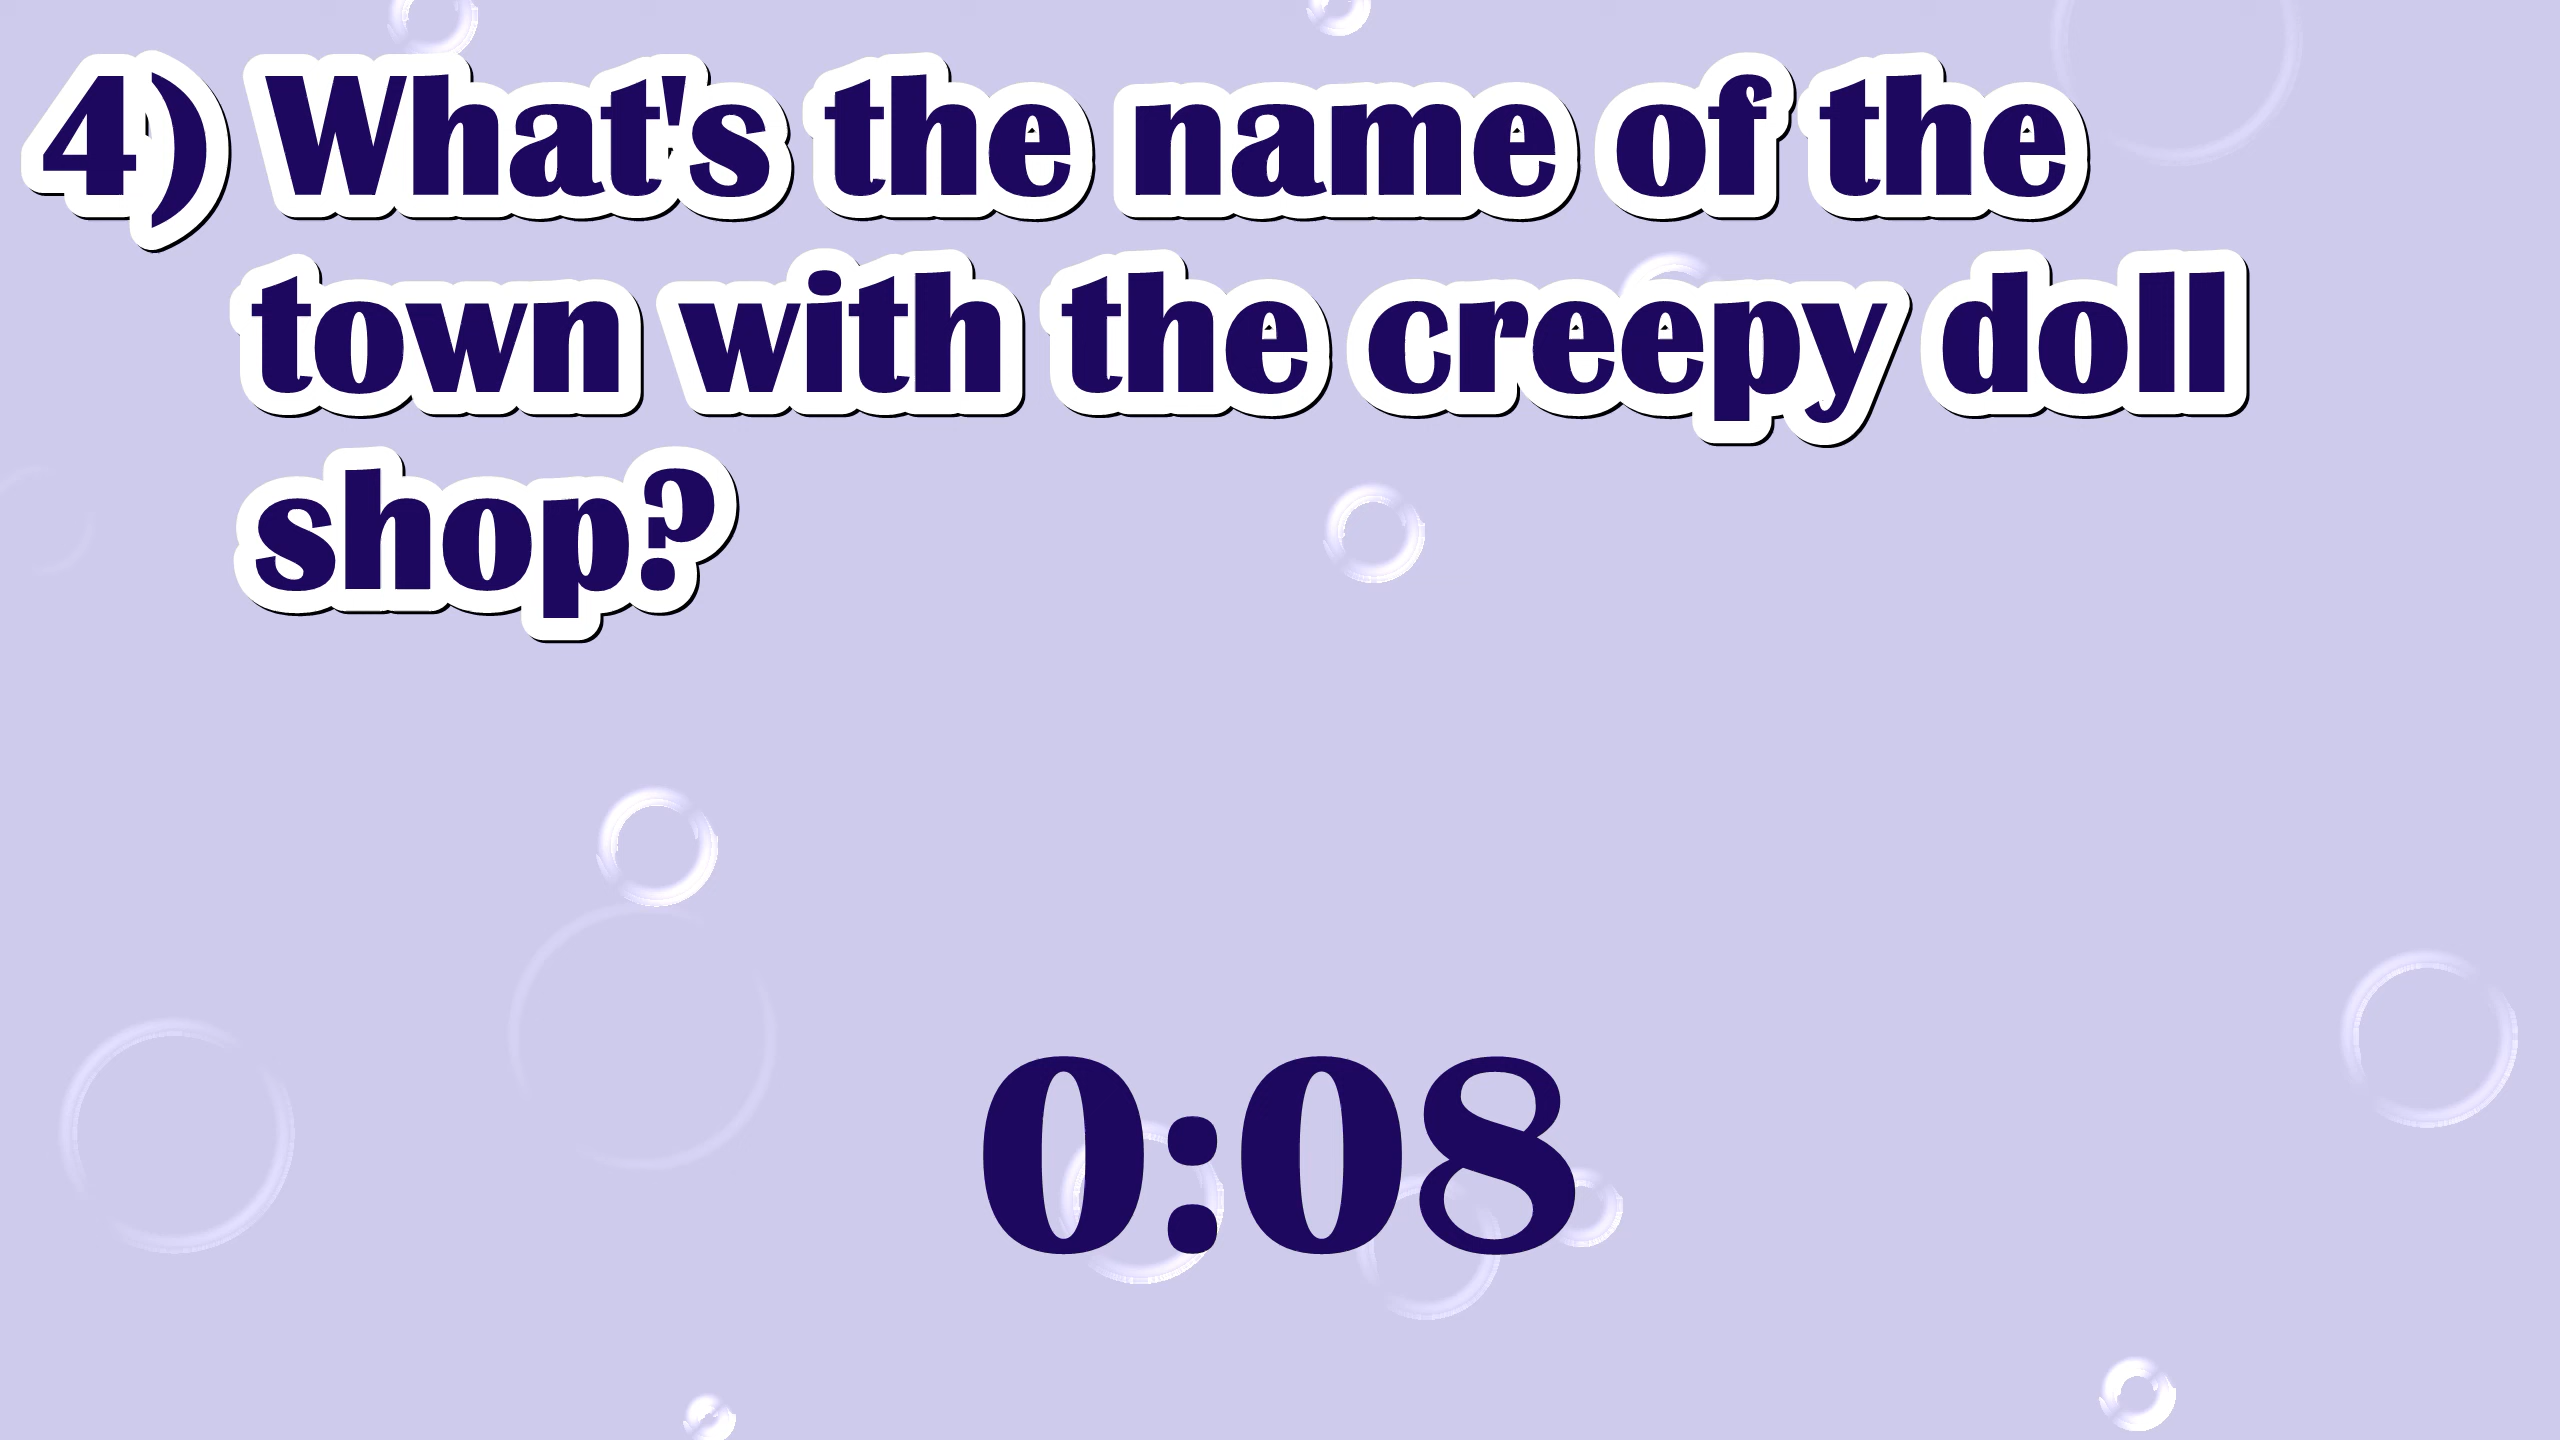 4) What's the name of the
town with the creepy doll
shop?
0:08